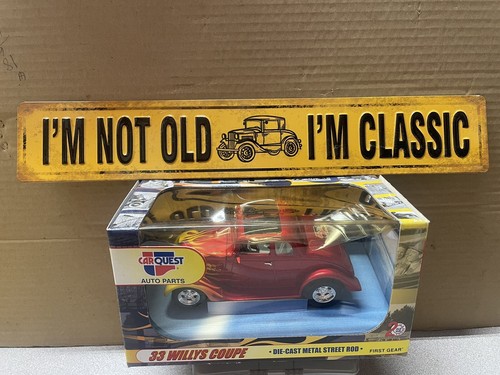 I'M NOT OLD I'M CLASSIC
CARQUEST
AUTO PARTS
33 WILLYS COUPE • DIE-CAST METAL STREET ROD • FIRST GEAR